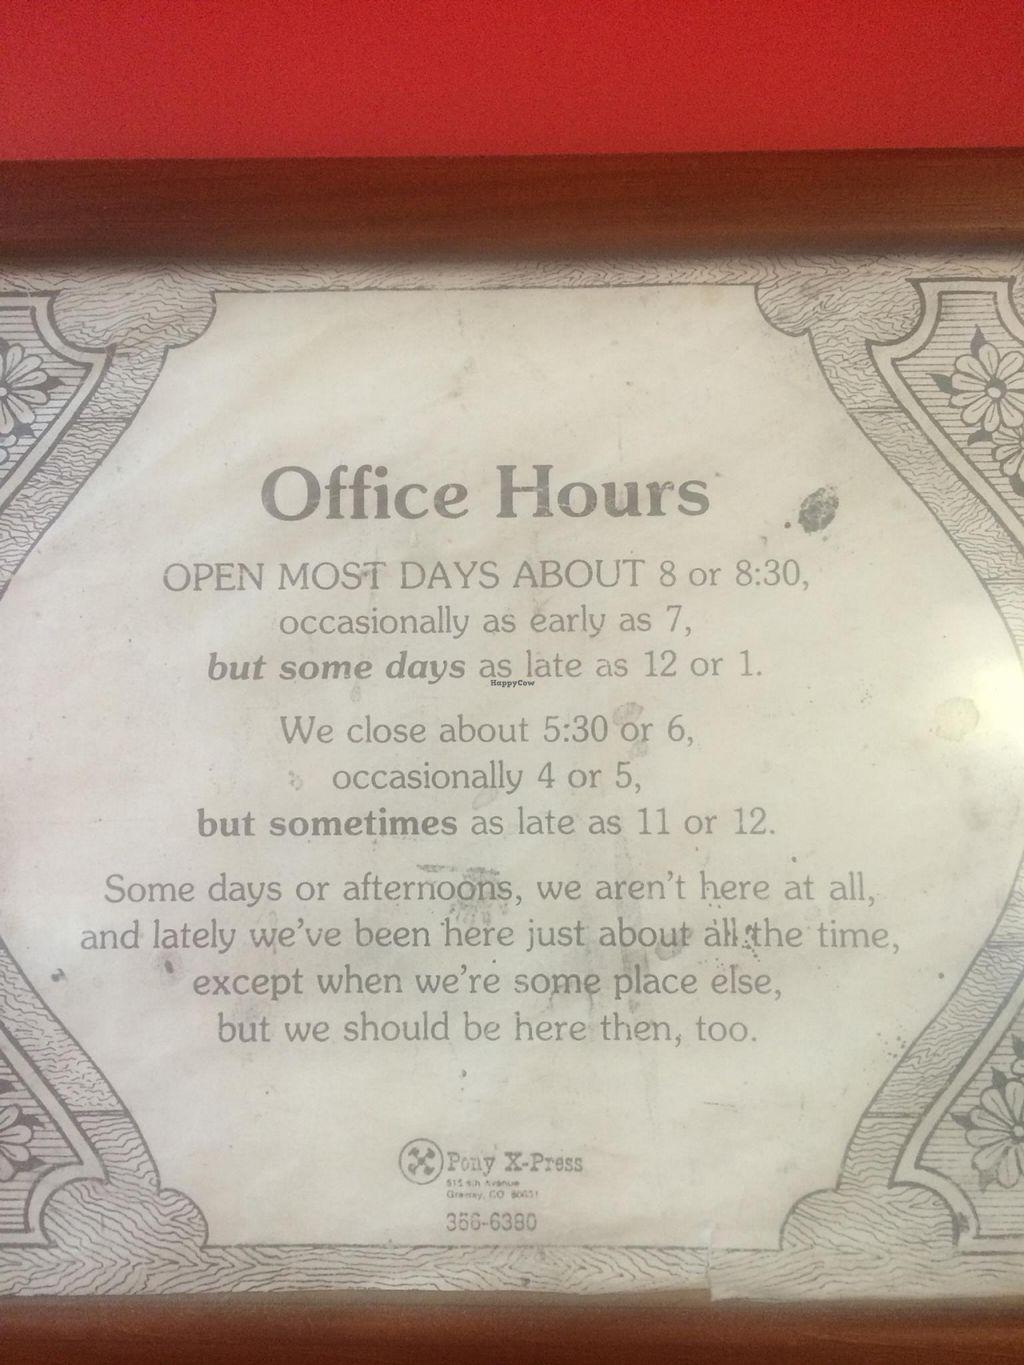 Office Hours
OPEN MOST DAYS ABOUT 8 or 8:30,
occasionally as early as 7,
but some days as late as 12 or 1.
HappyCow
We close about 5:30 or 6,
occasionally 4 or 5,
but sometimes as late as 11 or 12.
Some days or afternoons, we aren't here at all,
and lately we've been here just about all the time,
except when we're some place else,
but we should be here then, too.
Pony X-Press
Avenue
CO
356-6380